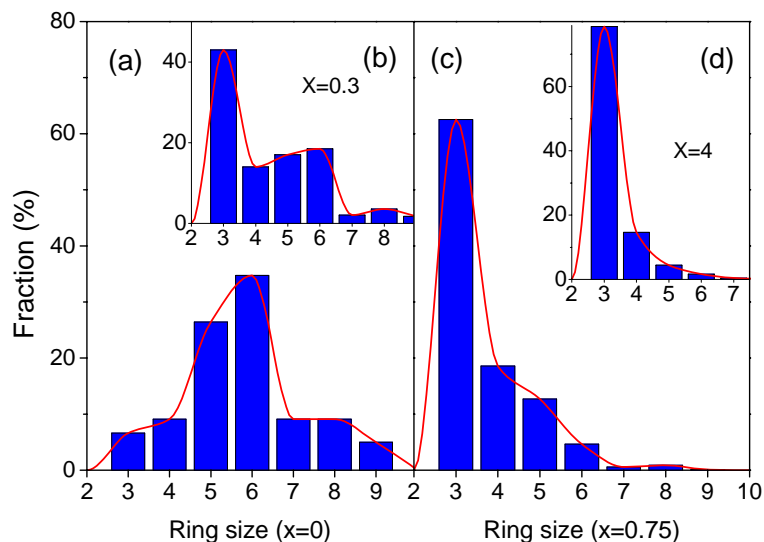 80
60
40
20
0
Fraction (%)
(a)
(b)
X=0.3
40
20
0
2 3 4 5 6 7 8
(c)
(d)
X=4
60
40
20
0
2 3 4 5 6 7
2 3 4 5 6 7 8 9
2 3 4 5 6 7 8 9 10
Ring size (x=0)
Ring size (x=0.75)